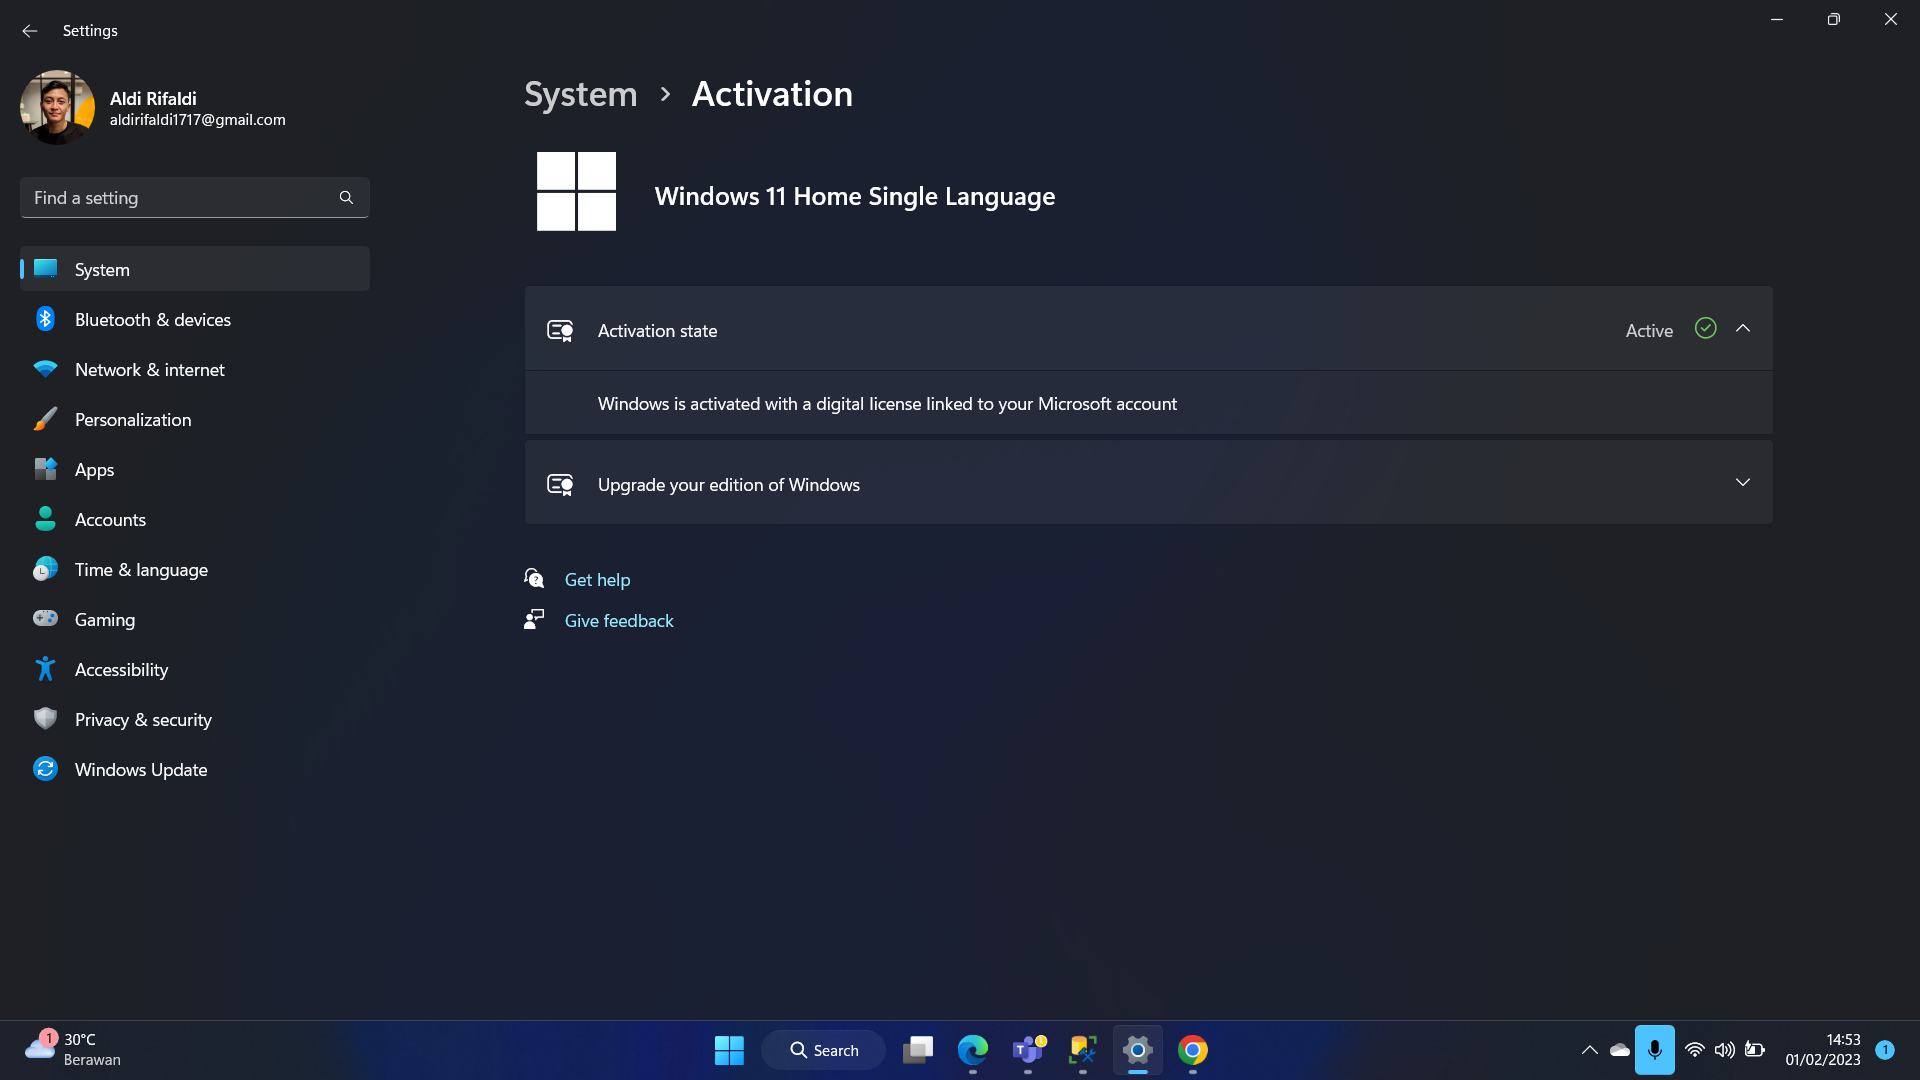 Settings
Aldi Rifaldi
aldirifaldi1717@gmail.com
Find a setting
System
Bluetooth & devices
Network & internet
Personalization
Apps
Accounts
Time & language
Gaming
Accessibility
Privacy & security
Windows Update
System > Activation
Windows 11 Home Single Language
Activation state Active
Windows is activated with a digital license linked to your Microsoft account
Upgrade your edition of Windows
Get help
Give feedback
1
30°C
Berawan
Search
14:53
01/02/2023
1